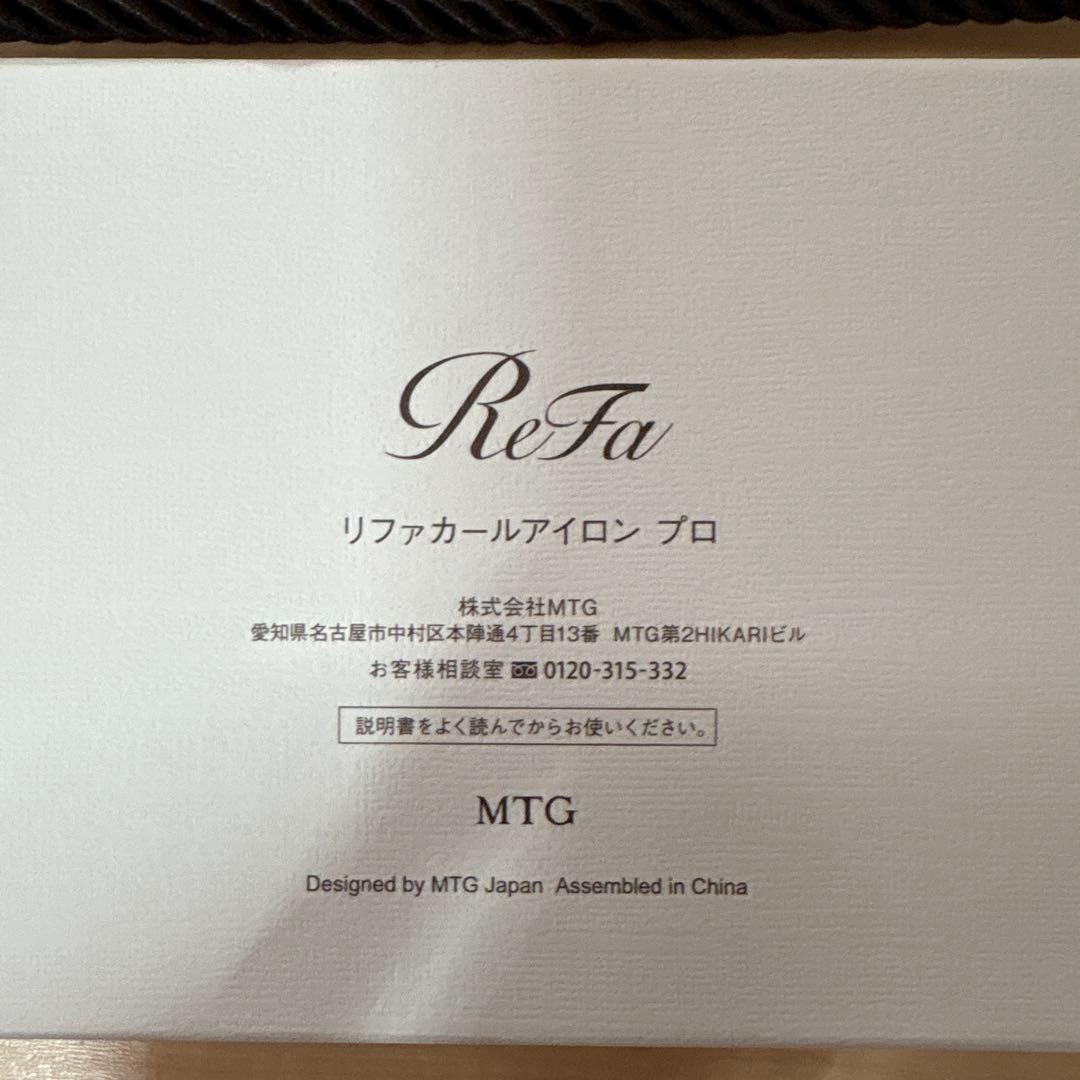 ReFa
リファカールアイロン プロ
株式会社MTG
愛知県名古屋市中村区本陣通4丁目13番 MTG第2HIKARIビル
お客様相談室 0120-315-332
説明書をよく読んでからお使いください。
MTG
Designed by MTG Japan Assembled in China